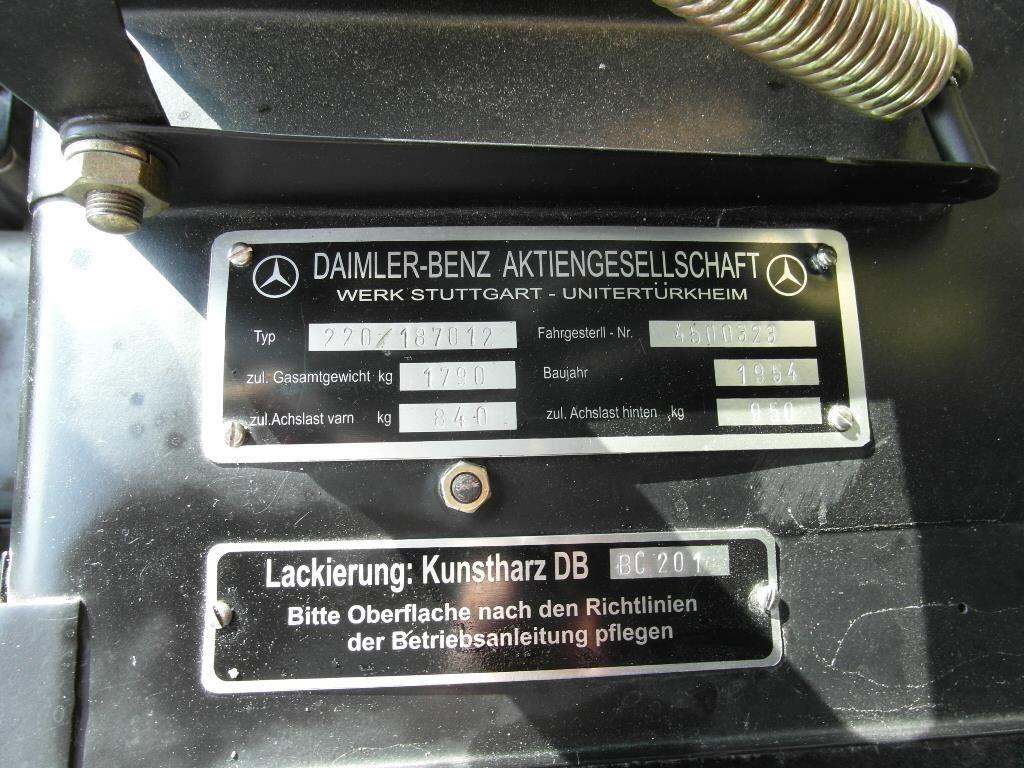 DAIMLER-BENZ AKTIENGESELLSCHAFT
WERK STUTTGART - UNITERTÜRKHEIM
Typ 220/187012 Fahrgesterll - Nr. 4500323
zul. Gasamtgewicht kg 1790 Baujahr 1954
zul.Achslast varn kg 840 zul. Achslast hinten ,kg 950
Lackierung: Kunstharz DB BC 201
Bitte Oberflache nach den Richtlinien
der Betriebsanleitung pflegen